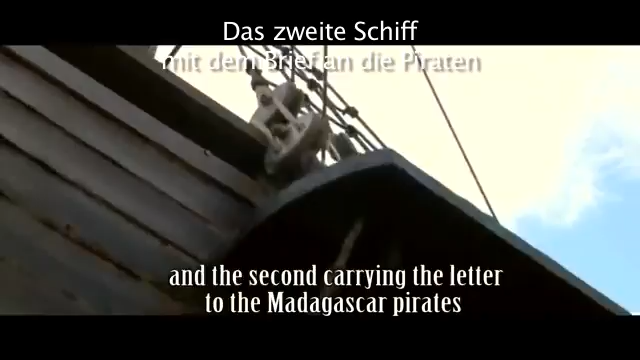 Das zweite Schiff
mit dem Brief an die Piraten
and the second carrying the letter
to the Madagascar pirates